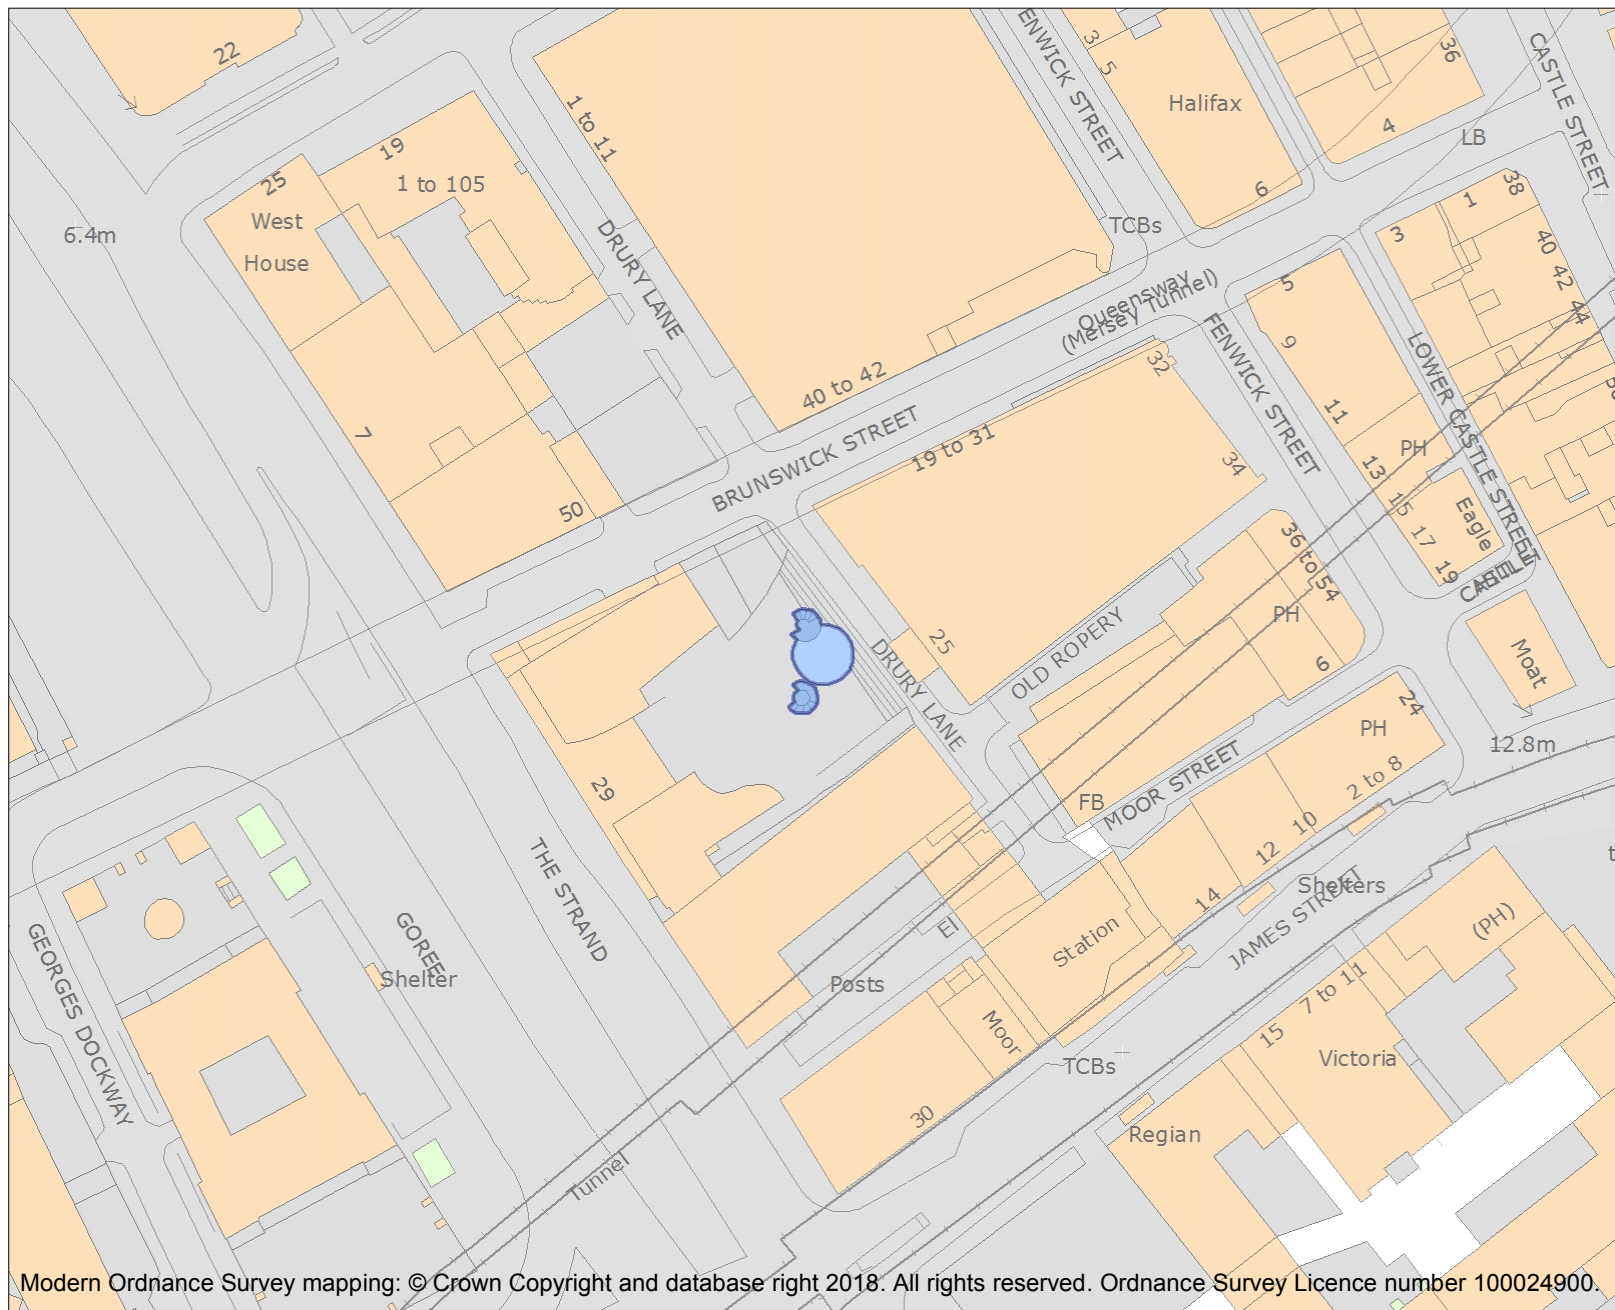 22
ENWICK STREET
3
5
Halifax
36
CASTLE STREET
4
LB
1 to 11
19
1 to 105
25
West
House
6.4m
6
TCBs
1
38
3
40
42
44
DRURY LANE
Queensway
(Mersey Tunnel)
5
9
FENWICK STREET
LOWER CASTLE STREET
32
40 to 42
BRUNSWICK STREET
19 to 31
34
11
PH
13
15
17
19
Eagle
7
50
36 to 54
PH
CASTLE
25
DRURY LANE
OLD ROPERY
6
Moat
24
PH
12.8m
2 to 8
29
FB
MOOR STREET
10
12
14
Shelters
JAMES STREET
THE STRAND
GOREE
Shelter
GEORGES DOCKWAY
El
Station
Posts
Moor
(PH)
7 to 11
15
Victoria
TCBs
30
Regian
Tunnel
Modern Ordnance Survey mapping: © Crown Copyright and database right 2018. All rights reserved. Ordnance Survey Licence number 100024900.